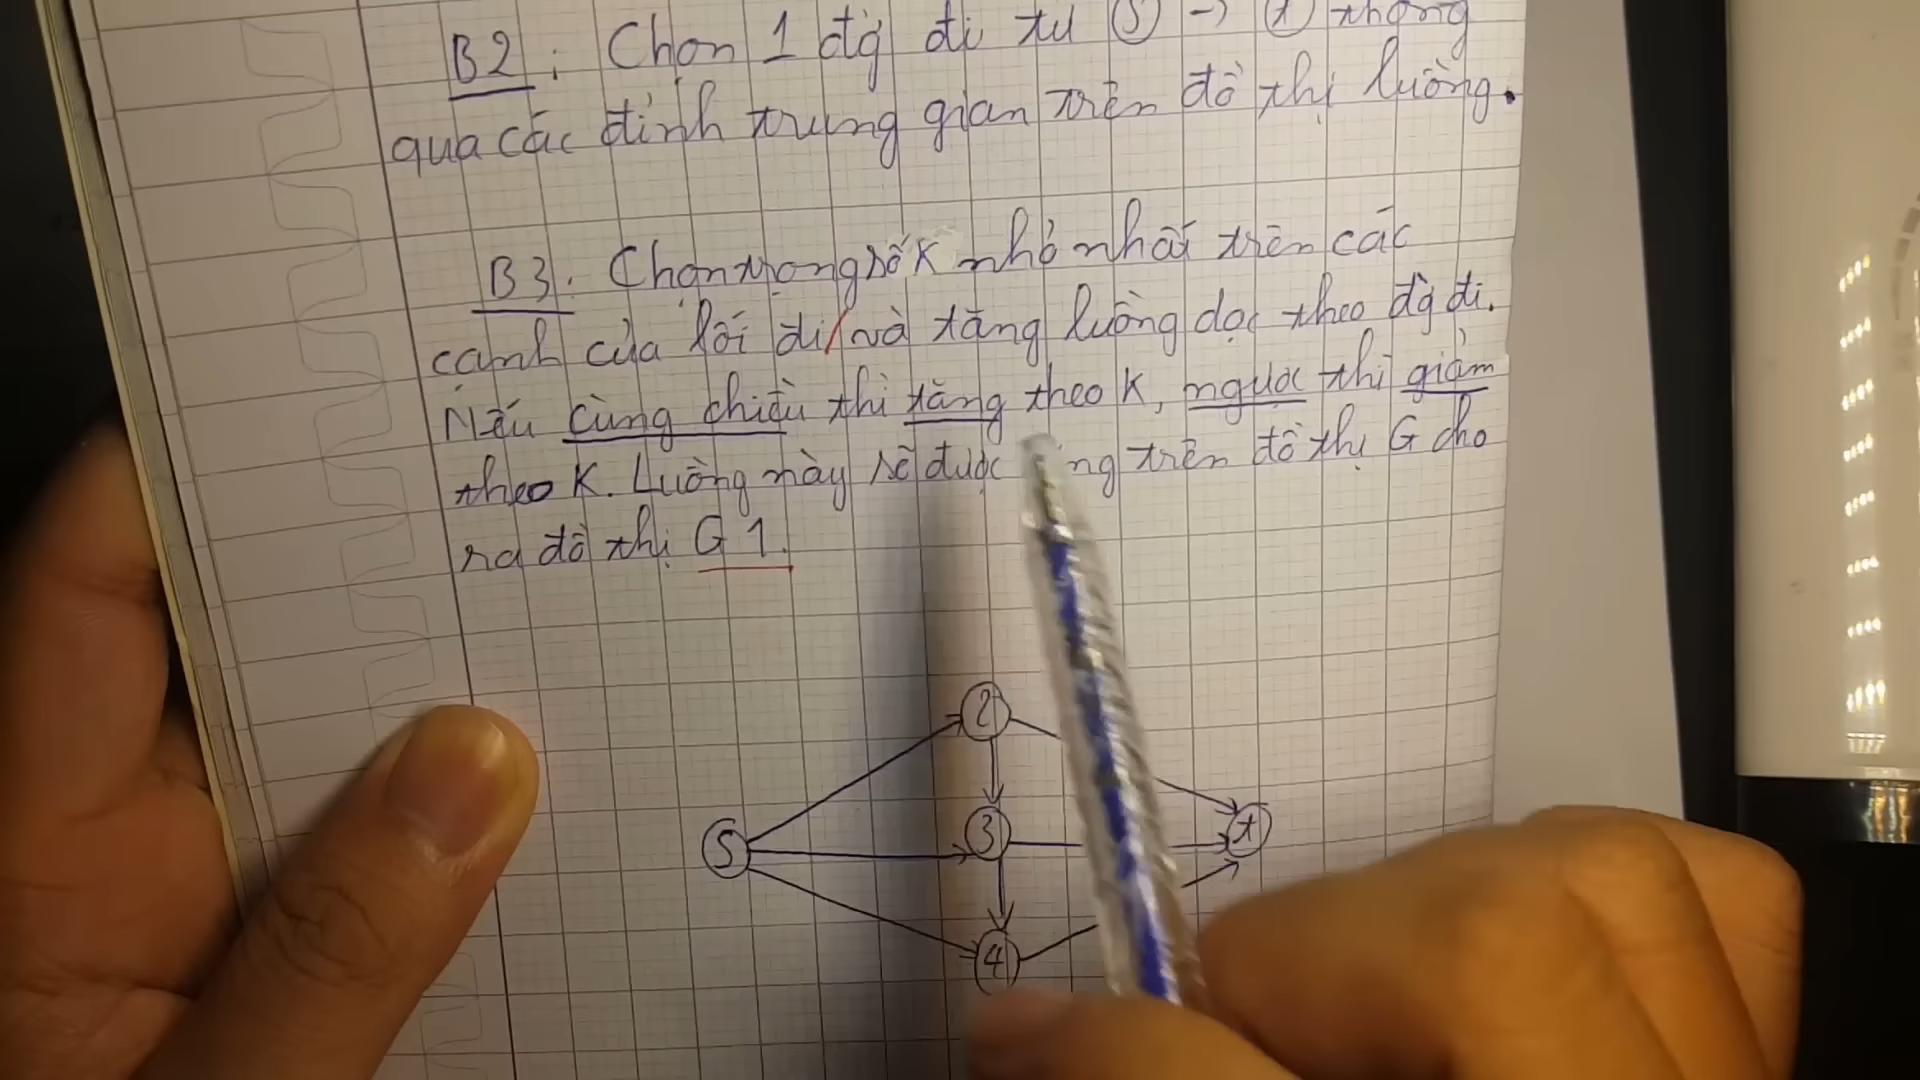 B2: Chọn 1 đg đi từ S → t thông
qua các đỉnh trung gian trên đồ thị luồng.
B3. Chọn trọng số K nhỏ nhất trên các
cạnh của lối đi và tăng luồng dọc theo đg đi.
Nếu cùng chiều thì tăng theo K, ngược thì giảm
theo K. Luồng này sẽ được trên đồ thị G cho
ra đồ thị G1.
2
S 3 t
4